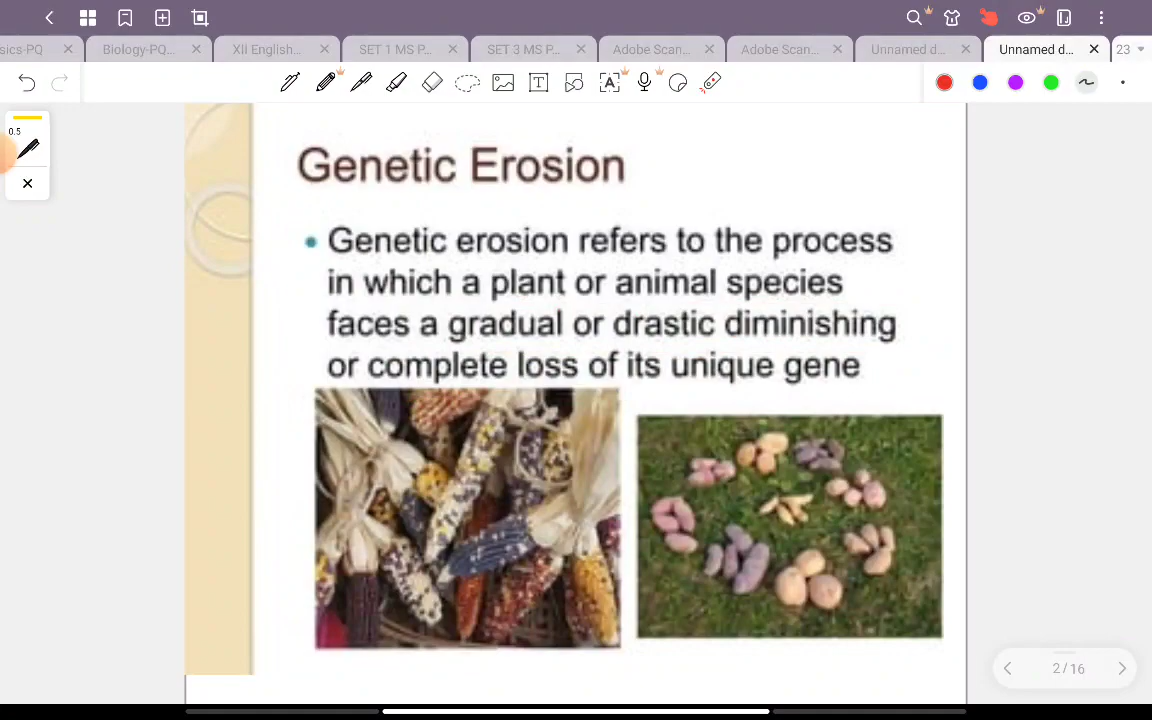 sics-PQ
Biology-PQ...
XII English...
SET 1 MS P...
SET 3 MS P...
Adobe Scan...
Adobe Scan...
Unnamed d...
Unnamed d...
23
0.5
Genetic Erosion
• Genetic erosion refers to the process
in which a plant or animal species
faces a gradual or drastic diminishing
or complete loss of its unique gene
2/16